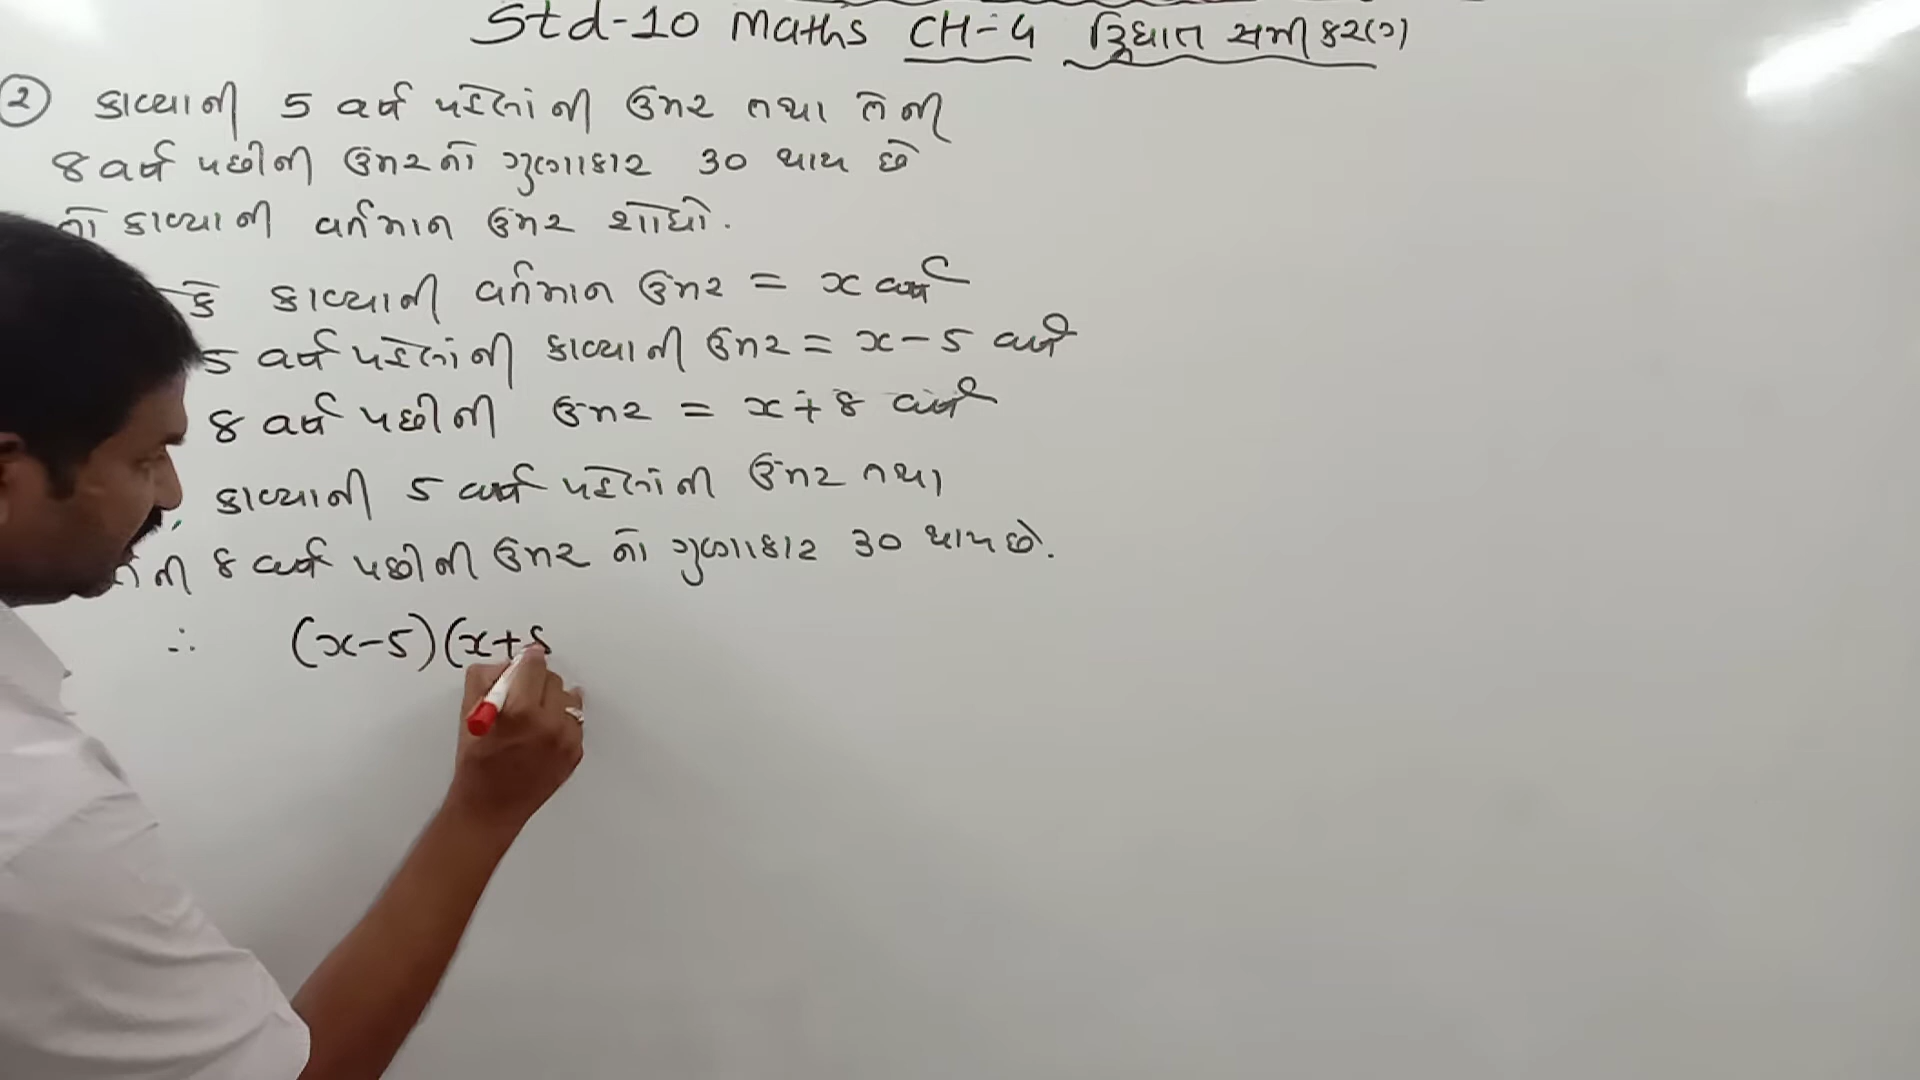 Std-10 Maths CH-4 દ્વિઘાત સમીકરણ
૨ કાવ્યાની 5 વર્ષ પહેલાંની ઉંમર તથા તેની
8 વર્ષ પછીની ઉંમરનો ગુણાકાર 30 થાય છે
તો કાવ્યાની વર્તમાન ઉંમર શોધો.
કે કાવ્યાની વર્તમાન ઉંમર = x વર્ષ
5 વર્ષ પહેલાંની કાવ્યાની ઉંમર = x-5 વર્ષ
8 વર્ષ પછીની ઉંમર = x+8 વર્ષ
કાવ્યાની 5 વર્ષ પહેલાંની ઉંમર તથા
તેની 8 વર્ષ પછીની ઉંમર નો ગુણાકાર 30 થાય છે.
∴ (x-5)(x+8